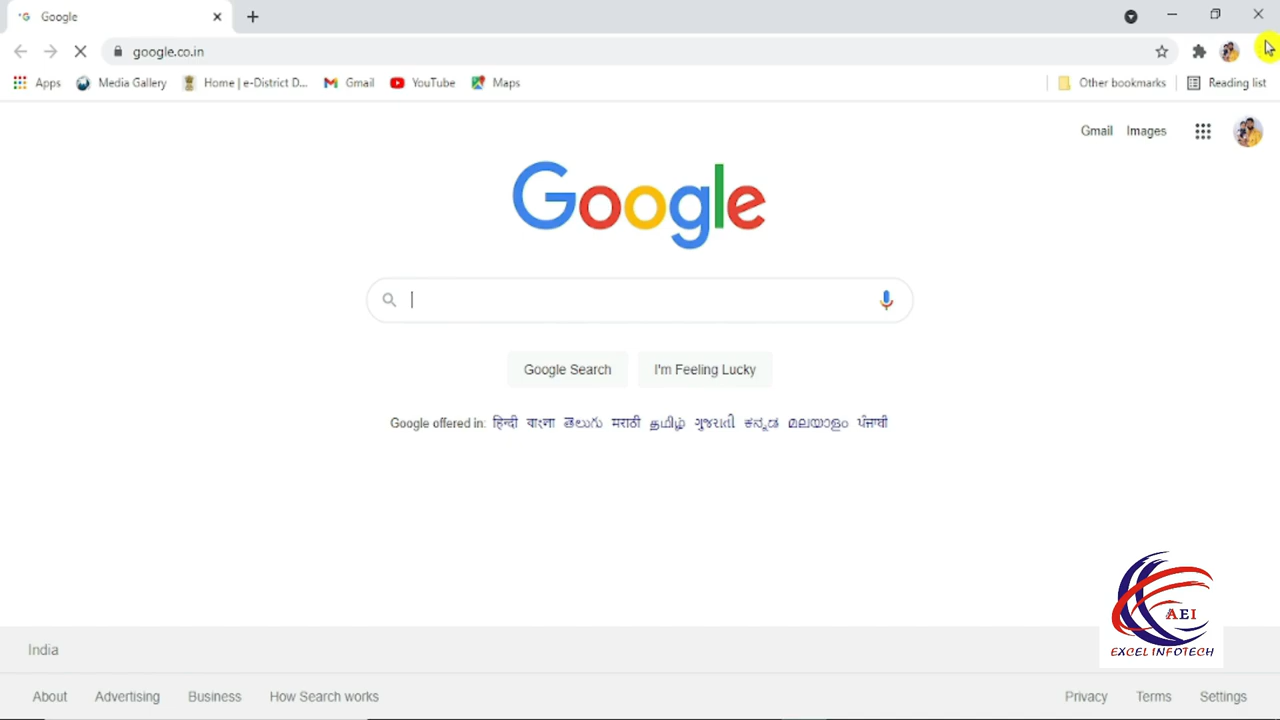 Google
google.co.in
Apps Media Gallery Home | e-District D... Gmail YouTube Maps Other bookmarks Reading list
Gmail Images
Google
Google Search I'm Feeling Lucky
Google offered in: हिन्दी বাংলা తెలుగు मराठी தமிழ் ગુજરાતી ಕನ್ನಡ മലയാളം ਪੰਜਾਬੀ
AEI
EXCEL INFOTECH
India
About Advertising Business How Search works Privacy Terms Settings